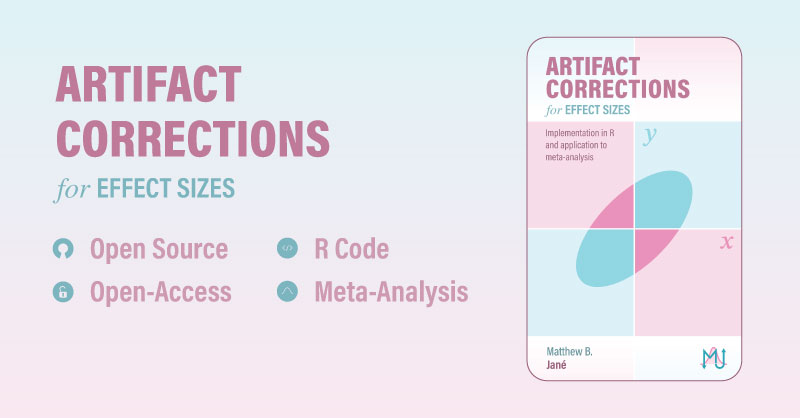 ARTIFACT
CORRECTIONS
for EFFECT SIZES
Open Source
R Code
Open-Access
Meta-Analysis
ARTIFACT
CORRECTIONS
for EFFECT SIZES
Implementation in R
and application to
meta-analysis
y
x
Matthew B.
Jané
MJ